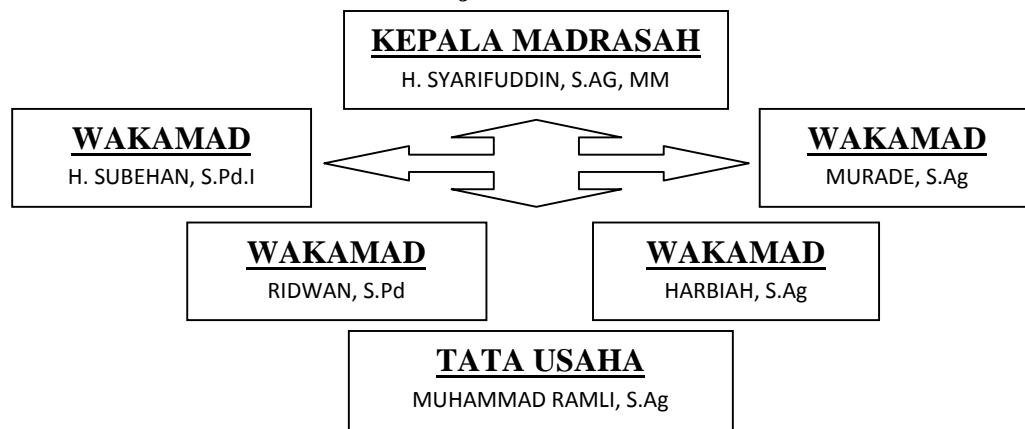 KEPALA MADRASAH
H. SYARIFUDDIN, S.AG, MM
WAKAMAD
H. SUBEHAN, S.Pd.I
WAKAMAD
MURADE, S.Ag
WAKAMAD
RIDWAN, S.Pd
WAKAMAD
HARBIAH, S.Ag
TATA USAHA
MUHAMMAD RAMLI, S.Ag